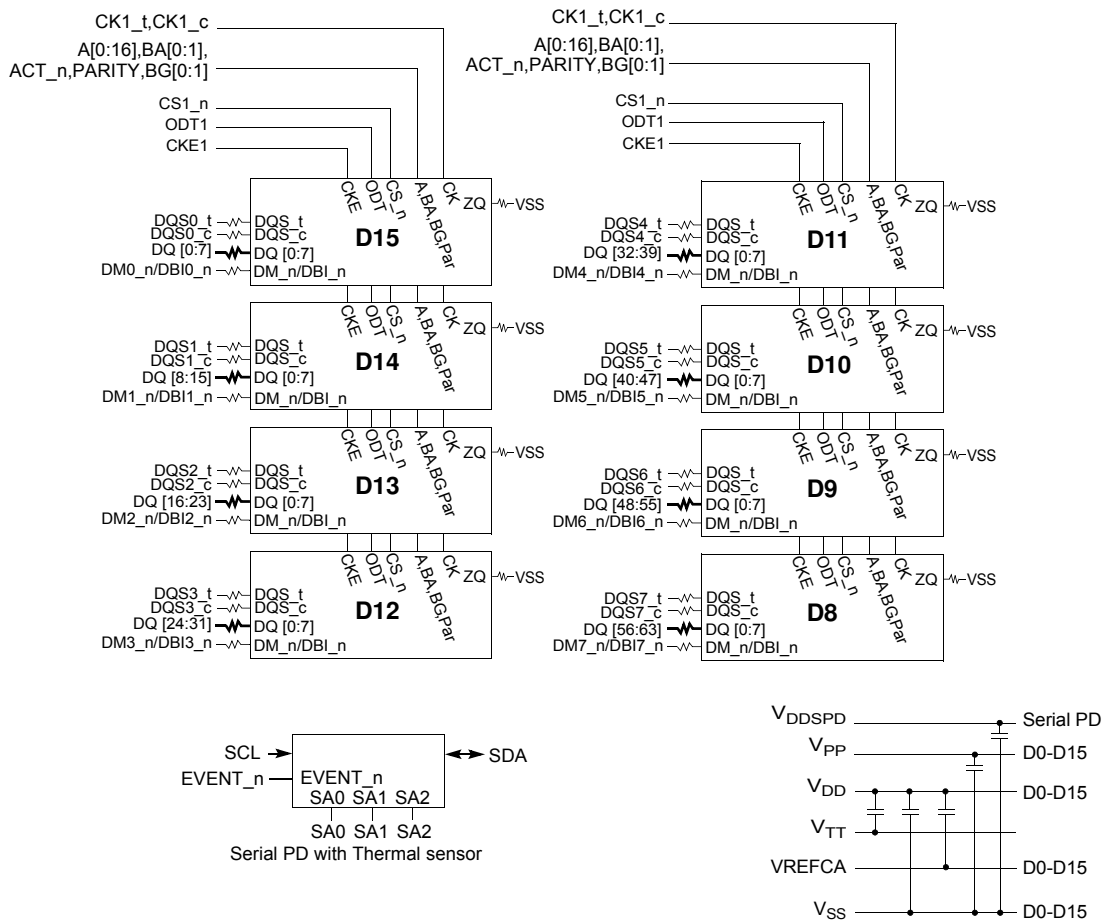 CK1_t,CK1_c
A[0:16],BA[0:1],
ACT_n,PARITY,BG[0:1]
CS1_n
ODT1
CKE1
CKE
ODT
CS_n
A,BA,BG,Par
CK
ZQ
VSS
DQS0_t
DQS0_c
DQ [0:7]
DM0_n/DBI0_n
DQS_t
DQS_c
DQ [0:7]
DM_n/DBI_n
D15
CKE
ODT
CS_n
A,BA,BG,Par
CK
ZQ
VSS
DQS1_t
DQS1_c
DQ [8:15]
DM1_n/DBI1_n
DQS_t
DQS_c
DQ [0:7]
DM_n/DBI_n
D14
CKE
ODT
CS_n
A,BA,BG,Par
CK
ZQ
VSS
DQS2_t
DQS2_c
DQ [16:23]
DM2_n/DBI2_n
DQS_t
DQS_c
DQ [0:7]
DM_n/DBI_n
D13
CKE
ODT
CS_n
A,BA,BG,Par
CK
ZQ
VSS
DQS3_t
DQS3_c
DQ [24:31]
DM3_n/DBI3_n
DQS_t
DQS_c
DQ [0:7]
DM_n/DBI_n
D12
CK1_t,CK1_c
A[0:16],BA[0:1],
ACT_n,PARITY,BG[0:1]
CS1_n
ODT1
CKE1
CKE
ODT
CS_n
A,BA,BG,Par
CK
ZQ
VSS
DQS4_t
DQS4_c
DQ [32:39]
DM4_n/DBI4_n
DQS_t
DQS_c
DQ [0:7]
DM_n/DBI_n
D11
CKE
ODT
CS_n
A,BA,BG,Par
CK
ZQ
VSS
DQS5_t
DQS5_c
DQ [40:47]
DM5_n/DBI5_n
DQS_t
DQS_c
DQ [0:7]
DM_n/DBI_n
D10
CKE
ODT
CS_n
A,BA,BG,Par
CK
ZQ
VSS
DQS6_t
DQS6_c
DQ [48:55]
DM6_n/DBI6_n
DQS_t
DQS_c
DQ [0:7]
DM_n/DBI_n
D9
CKE
ODT
CS_n
A,BA,BG,Par
CK
ZQ
VSS
DQS7_t
DQS7_c
DQ [56:63]
DM7_n/DBI7_n
DQS_t
DQS_c
DQ [0:7]
DM_n/DBI_n
D8
SCL
SDA
EVENT_n
EVENT_n
SA0 SA1 SA2
SA0 SA1 SA2
Serial PD with Thermal sensor
VDDSPD Serial PD
VPP D0-D15
VDD D0-D15
VTT
VREFCA D0-D15
VSS D0-D15